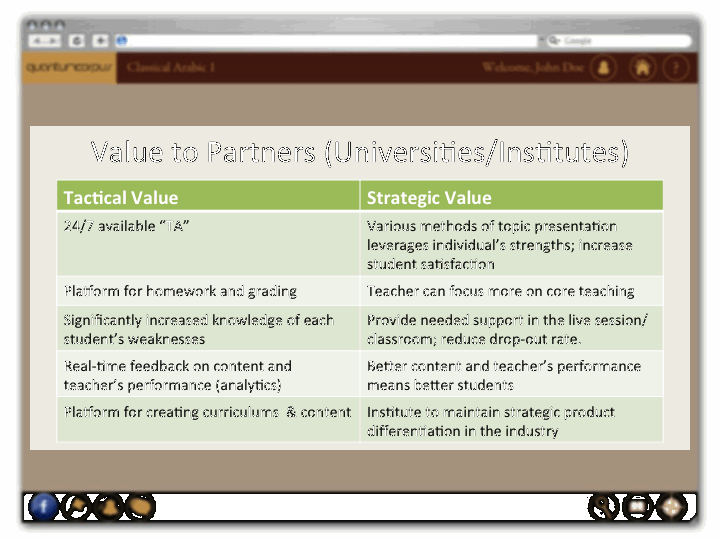 Google
quantumcorpus
Classical Arabic I
Welcome, John Doe
?
Value to Partners (Universities/Institutes)
Tactical Value
Strategic Value
24/7 available “TA”
Various methods of topic presentation
leverages individual’s strengths; increase
student satisfaction
Platform for homework and grading
Teacher can focus more on core teaching
Significantly increased knowledge of each
student’s weaknesses
Provide needed support in the live session/
classroom; reduce drop-out rate.
Real-time feedback on content and
teacher’s performance (analytics)
Better content and teacher’s performance
means better students
Platform for creating curriculums & content
Institute to maintain strategic product
differentiation in the industry
f